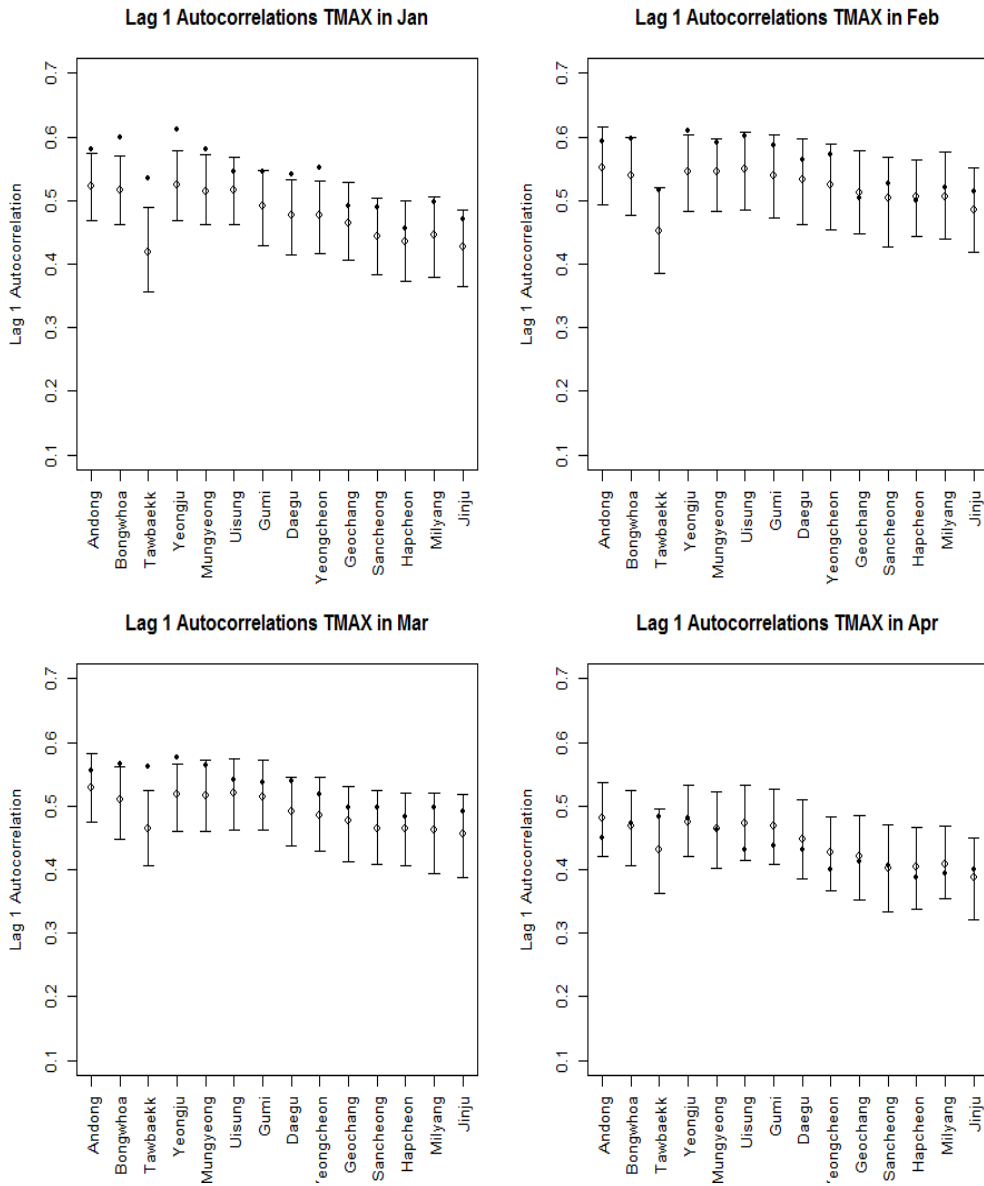 Lag 1 Autocorrelations TMAX in Jan
Lag 1 Autocorrelation
0.7
0.6
0.5
0.4
0.3
0.2
0.1
Andong
Bongwhoa
Tawbaekk
Yeongju
Mungyeong
Uisung
Gumi
Daegu
Yeongcheon
Geochang
Sancheong
Hapcheon
Milyang
Jinju
Lag 1 Autocorrelations TMAX in Feb
Lag 1 Autocorrelation
0.7
0.6
0.5
0.4
0.3
0.2
0.1
Andong
Bongwhoa
Tawbaekk
Yeongju
Mungyeong
Uisung
Gumi
Daegu
Yeongcheon
Geochang
Sancheong
Hapcheon
Milyang
Jinju
Lag 1 Autocorrelations TMAX in Mar
Lag 1 Autocorrelation
0.7
0.6
0.5
0.4
0.3
0.2
0.1
Andong
Bongwhoa
Tawbaekk
Yeongju
Mungyeong
Uisung
Gumi
Daegu
Yeongcheon
Geochang
Sancheong
Hapcheon
Milyang
Jinju
Lag 1 Autocorrelations TMAX in Apr
Lag 1 Autocorrelation
0.7
0.6
0.5
0.4
0.3
0.2
0.1
Andong
Bongwhoa
Tawbaekk
Yeongju
Mungyeong
Uisung
Gumi
Daegu
Yeongcheon
Geochang
Sancheong
Hapcheon
Milyang
Jinju